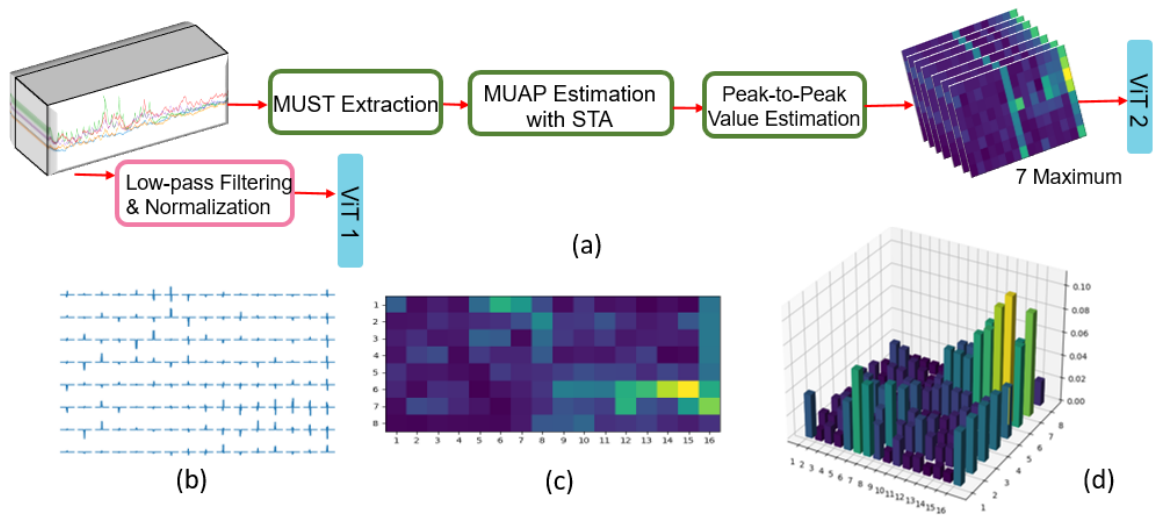 MUST Extraction
MUAP Estimation
with STA
Peak-to-Peak
Value Estimation
ViT 2
7 Maximum
Low-pass Filtering
& Normalization
ViT 1
(a)
(b)
1
2
3
4
5
6
7
8
1 2 3 4 5 6 7 8 9 10 11 12 13 14 15 16
(c)
0.10
0.08
0.06
0.04
0.02
0.00
1 2 3 4 5 6 7 8 9 10 11 12 13 14 15 16
1 2 3 4 5 6 7 8
(d)